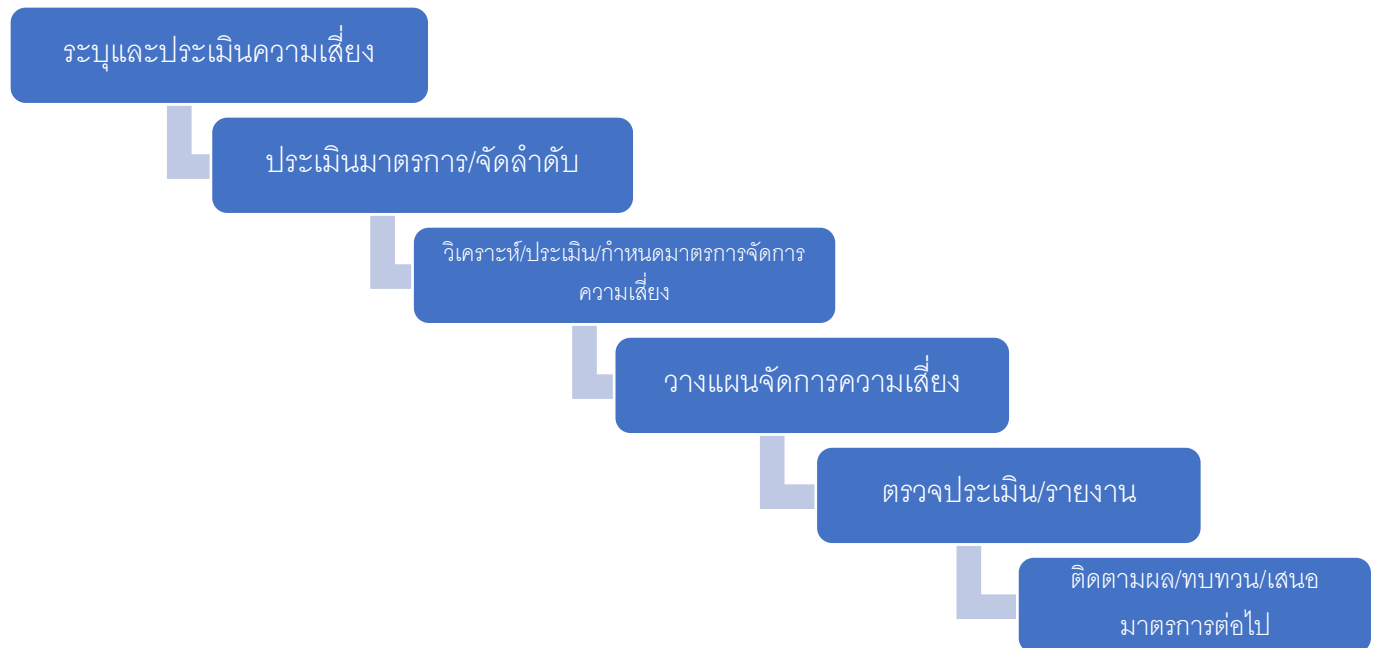 ระบุและประเมินความเสี่ยง
ประเมินมาตรการ/จัดลำดับ
วิเคราะห์/ประเมิน/กำหนดมาตรการจัดการ
ความเสี่ยง
วางแผนจัดการความเสี่ยง
ตรวจประเมิน/รายงาน
ติดตามผล/ทบทวน/เสนอ
มาตรการต่อไป